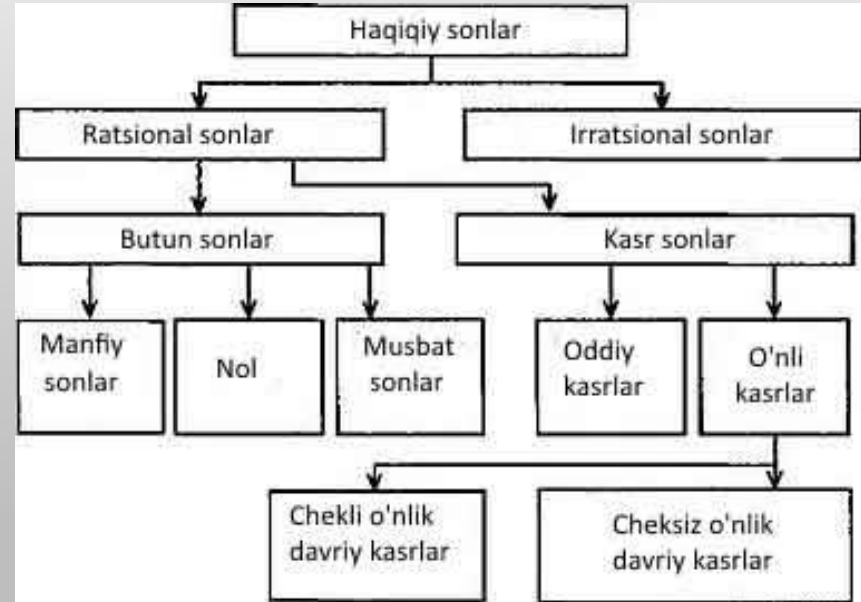 Haqiqiy sonlar
Ratsional sonlar
Irratsional sonlar
Butun sonlar
Kasr sonlar
Manfiy
sonlar
Nol
Musbat
sonlar
Oddiy
kasrlar
O'nli
kasrlar
Chekli o'nlik
davriy kasrlar
Cheksiz o'nlik
davriy kasrlar